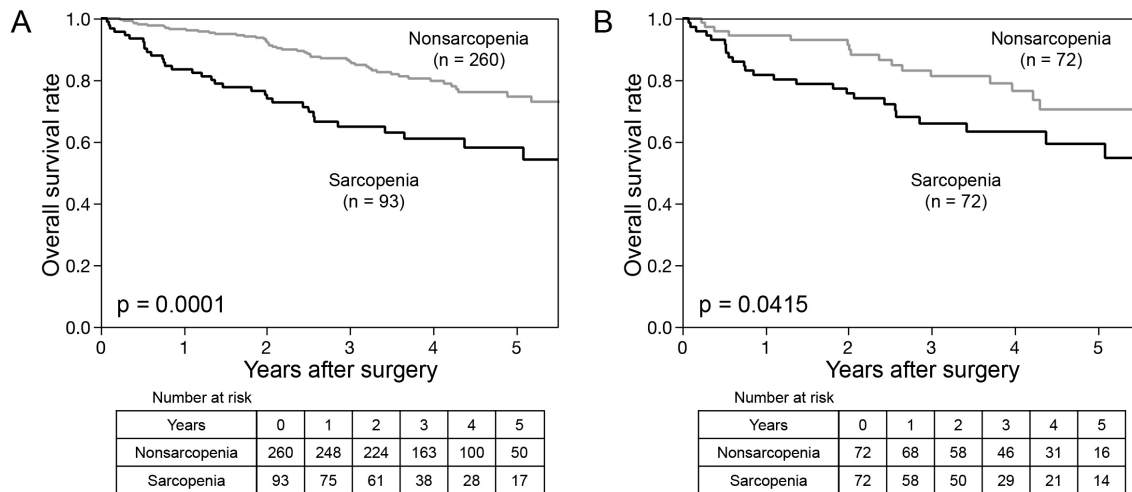 A
Overall survival rate
1.0
0.8
0.6
0.4
0.2
0.0
Nonsarcopenia
(n = 260)
Sarcopenia
(n = 93)
p = 0.0001
0 1 2 3 4 5
Years after surgery
Number at risk
Years 0 1 2 3 4 5
Nonsarcopenia 260 248 224 163 100 50
Sarcopenia 93 75 61 38 28 17
B
Overall survival rate
1.0
0.8
0.6
0.4
0.2
0.0
Nonsarcopenia
(n = 72)
Sarcopenia
(n = 72)
p = 0.0415
0 1 2 3 4 5
Years after surgery
Number at risk
Years 0 1 2 3 4 5
Nonsarcopenia 72 68 58 46 31 16
Sarcopenia 72 58 50 29 21 14